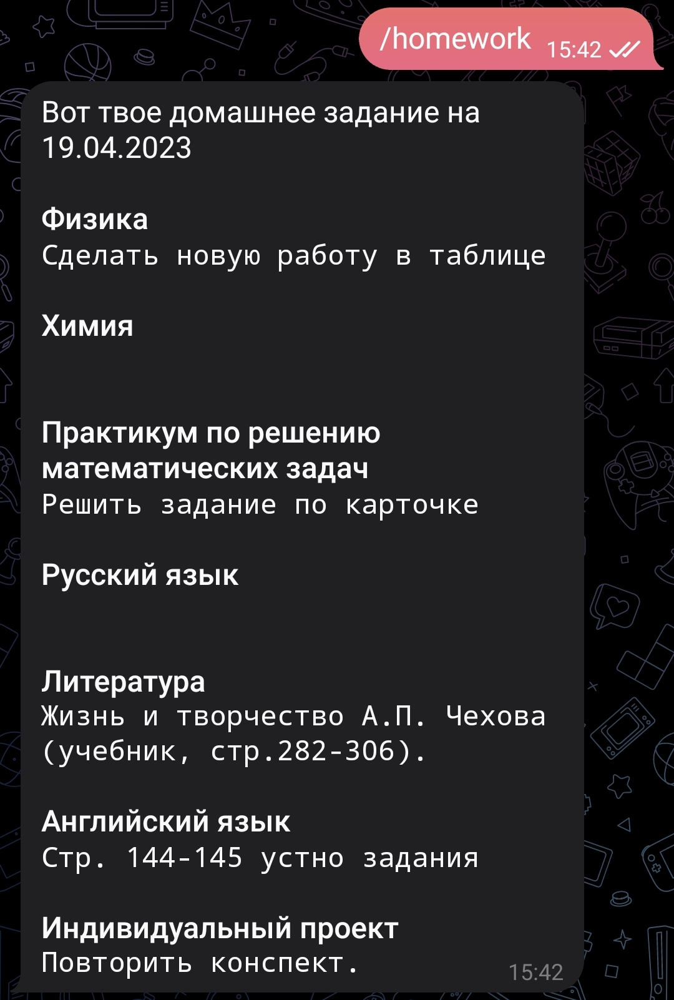 /homework
15:42
Вот твое домашнее задание на
19.04.2023
Физика
Сделать новую работу в таблице
Химия
Практикум по решению
математических задач
Решить задание по карточке
Русский язык
Литература
Жизнь и творчество А.П. Чехова
(учебник, стр.282-306).
Английский язык
Стр. 144-145 устно задания
Индивидуальный проект
Повторить конспект.
15:42